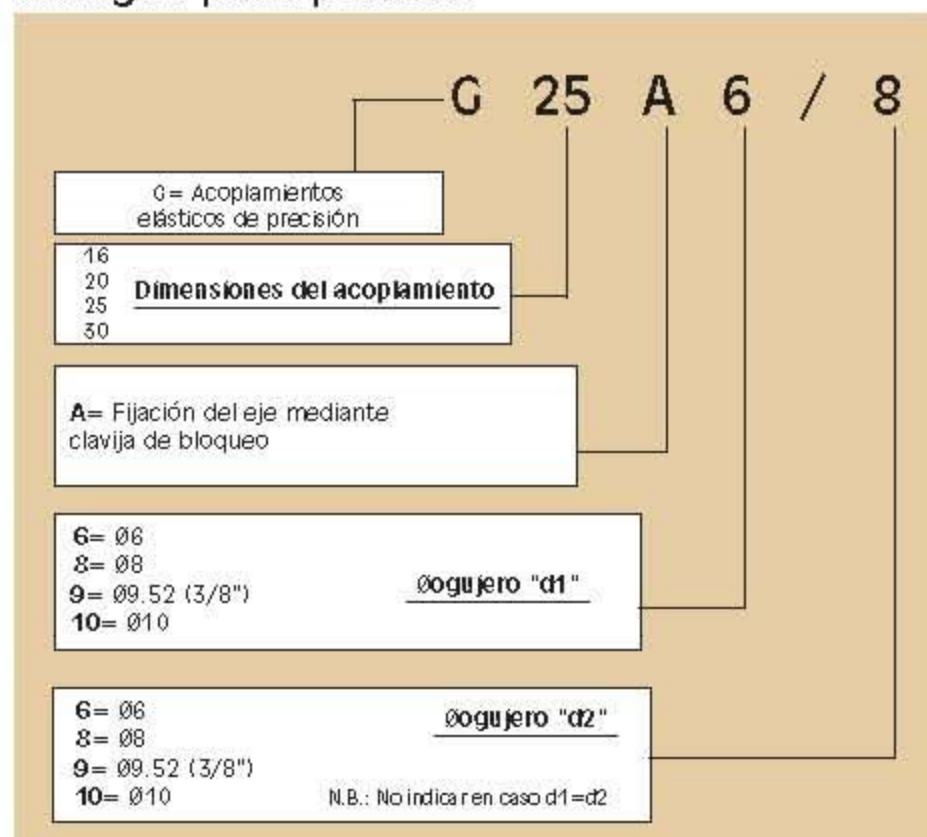 G 25 A 6 / 8
G= Acoplamientos
elásticos de precisión
16
20
25
30
Dimensiones del acoplamiento
A= Fijación del eje mediante
clavija de bloqueo
6= Ø6
8= Ø8
9= Ø9.52 (3/8")
10= Ø10
Øogujero "d1"
6= Ø6
8= Ø8
9= Ø9.52 (3/8")
10= Ø10
Øogujero "d2"
N.B.: No indicar en caso d1=d2